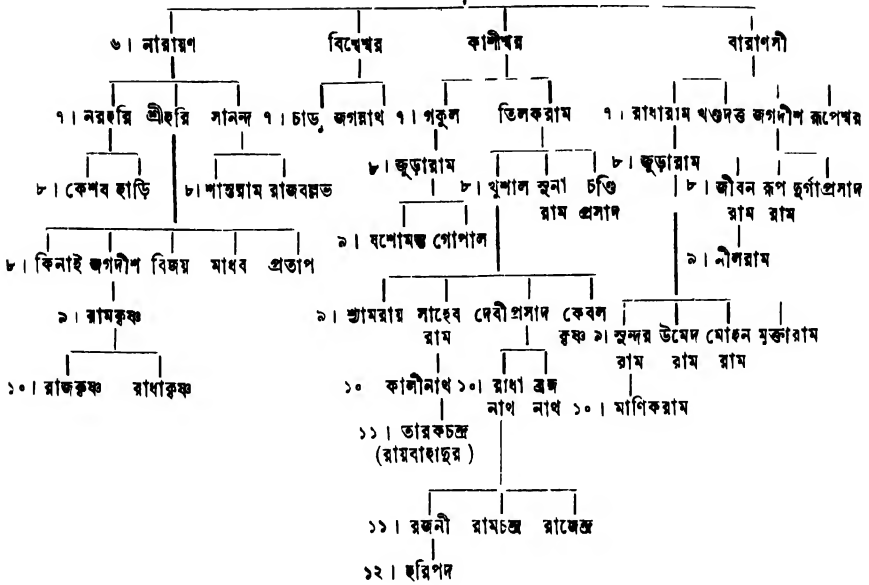 ৬। নারায়ণ বিশ্বেশ্বর কাশীশ্বর বারাণসী
৭। নরহরি শ্রীহরি সানন্দ ৭। চাড়ু জগন্নাথ ৭। গকুল তিলকরাম ৭। রাধারাম খণ্ডদত্ত জগদীশ রূপেশ্বর
৮। কেশব হাড়ি ৮। শান্তরাম রাজবল্লভ ৮। জুড়ারাম ৮। খুশাল সুনা চণ্ডি ৮। জুড়ারাম ৮। জীবন রূপ দুর্গাপ্রসাদ
রাম প্রসাদ রাম রাম
৯। যশোমন্ত গোপাল ৯। নীলরাম
৮। কিনাই জগদীশ বিজয় মাধব প্রতাপ
৯। রামকৃষ্ণ ৯। শ্যামরায় সাহেব দেবীপ্রসাদ কেবল
রাম কৃষ্ণ ৯। সুন্দর উমেদ মোহন মুক্তারাম
রাম রাম রাম
১০। রাজকৃষ্ণ রাধাকৃষ্ণ ১০ কালীনাথ ১০। রাধা ব্রজ
নাথ নাথ ১০। মাণিকরাম
১১। তারকচন্দ্র
(রায়বাহাদুর)
১১। রজনী রামচন্দ্র রাজেন্দ্র
১২। হরিপদ